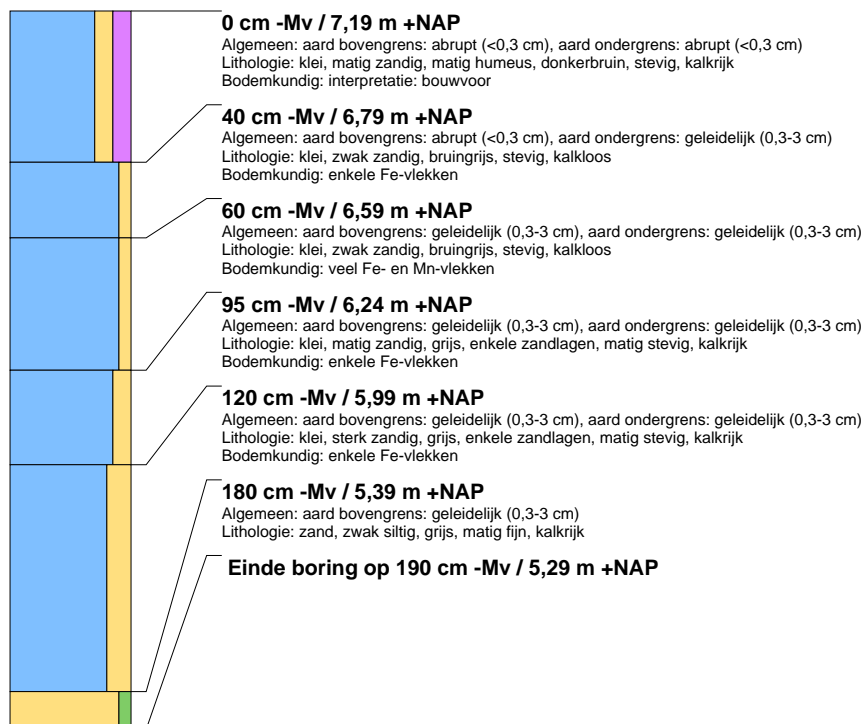 0 cm -Mv / 7,19 m +NAP
Algemeen: aard bovengrens: abrupt (<0,3 cm), aard ondergrens: abrupt (<0,3 cm)
Lithologie: klei, matig zandig, matig humeus, donkerbruin, stevig, kalkrijk
Bodemkundig: interpretatie: bouwvoor
40 cm -Mv / 6,79 m +NAP
Algemeen: aard bovengrens: abrupt (<0,3 cm), aard ondergrens: geleidelijk (0,3-3 cm)
Lithologie: klei, zwak zandig, bruingrijs, stevig, kalkloos
Bodemkundig: enkele Fe-vlekken
60 cm -Mv / 6,59 m +NAP
Algemeen: aard bovengrens: geleidelijk (0,3-3 cm), aard ondergrens: geleidelijk (0,3-3 cm)
Lithologie: klei, zwak zandig, bruingrijs, stevig, kalkloos
Bodemkundig: veel Fe- en Mn-vlekken
95 cm -Mv / 6,24 m +NAP
Algemeen: aard bovengrens: geleidelijk (0,3-3 cm), aard ondergrens: geleidelijk (0,3-3 cm)
Lithologie: klei, matig zandig, grijs, enkele zandlagen, matig stevig, kalkrijk
Bodemkundig: enkele Fe-vlekken
120 cm -Mv / 5,99 m +NAP
Algemeen: aard bovengrens: geleidelijk (0,3-3 cm), aard ondergrens: geleidelijk (0,3-3 cm)
Lithologie: klei, sterk zandig, grijs, enkele zandlagen, matig stevig, kalkrijk
Bodemkundig: enkele Fe-vlekken
180 cm -Mv / 5,39 m +NAP
Algemeen: aard bovengrens: geleidelijk (0,3-3 cm)
Lithologie: zand, zwak siltig, grijs, matig fijn, kalkrijk
Einde boring op 190 cm -Mv / 5,29 m +NAP